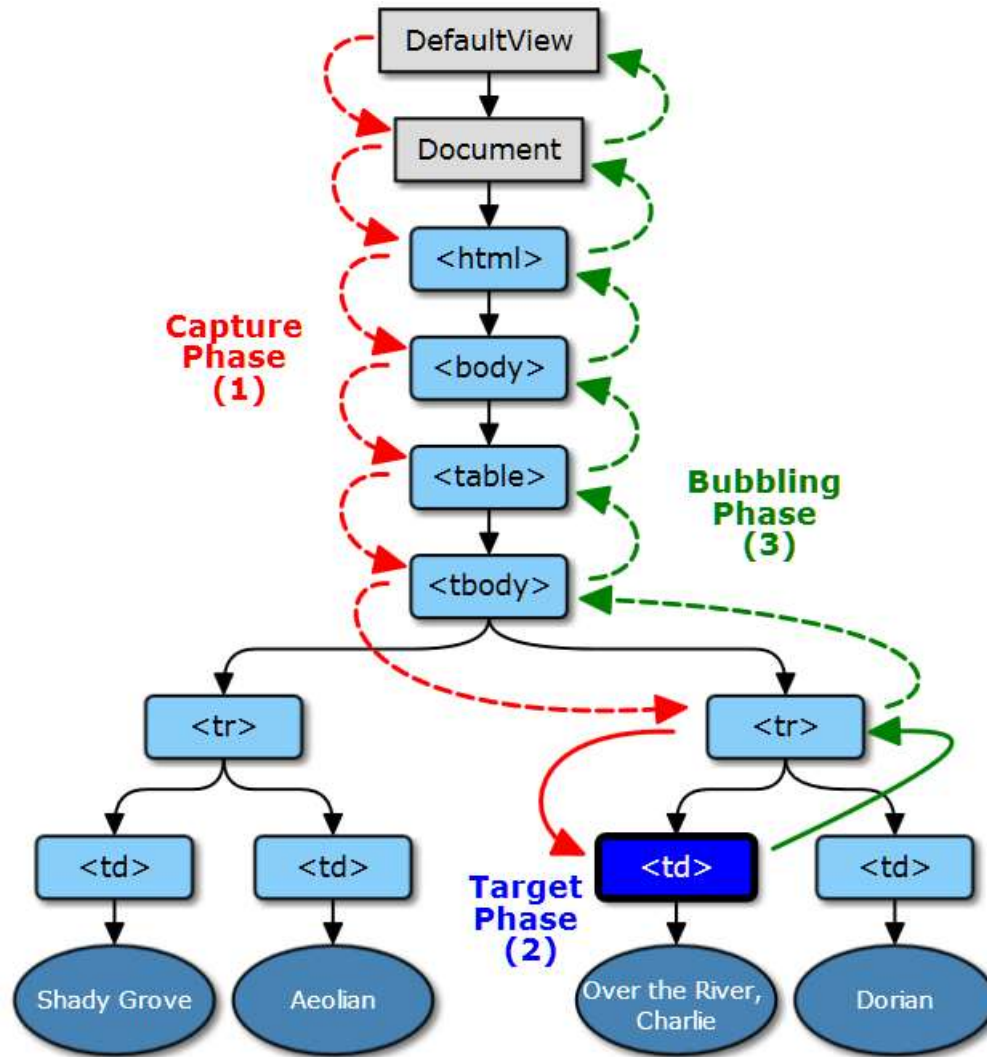 DefaultView
Document
<html>
Capture
Phase
(1)
<body>
<table>
Bubbling
Phase
(3)
<tbody>
<tr>
<tr>
<td>
<td>
<td>
<td>
Target
Phase
(2)
Shady Grove
Aeolian
Over the River,
Charlie
Dorian